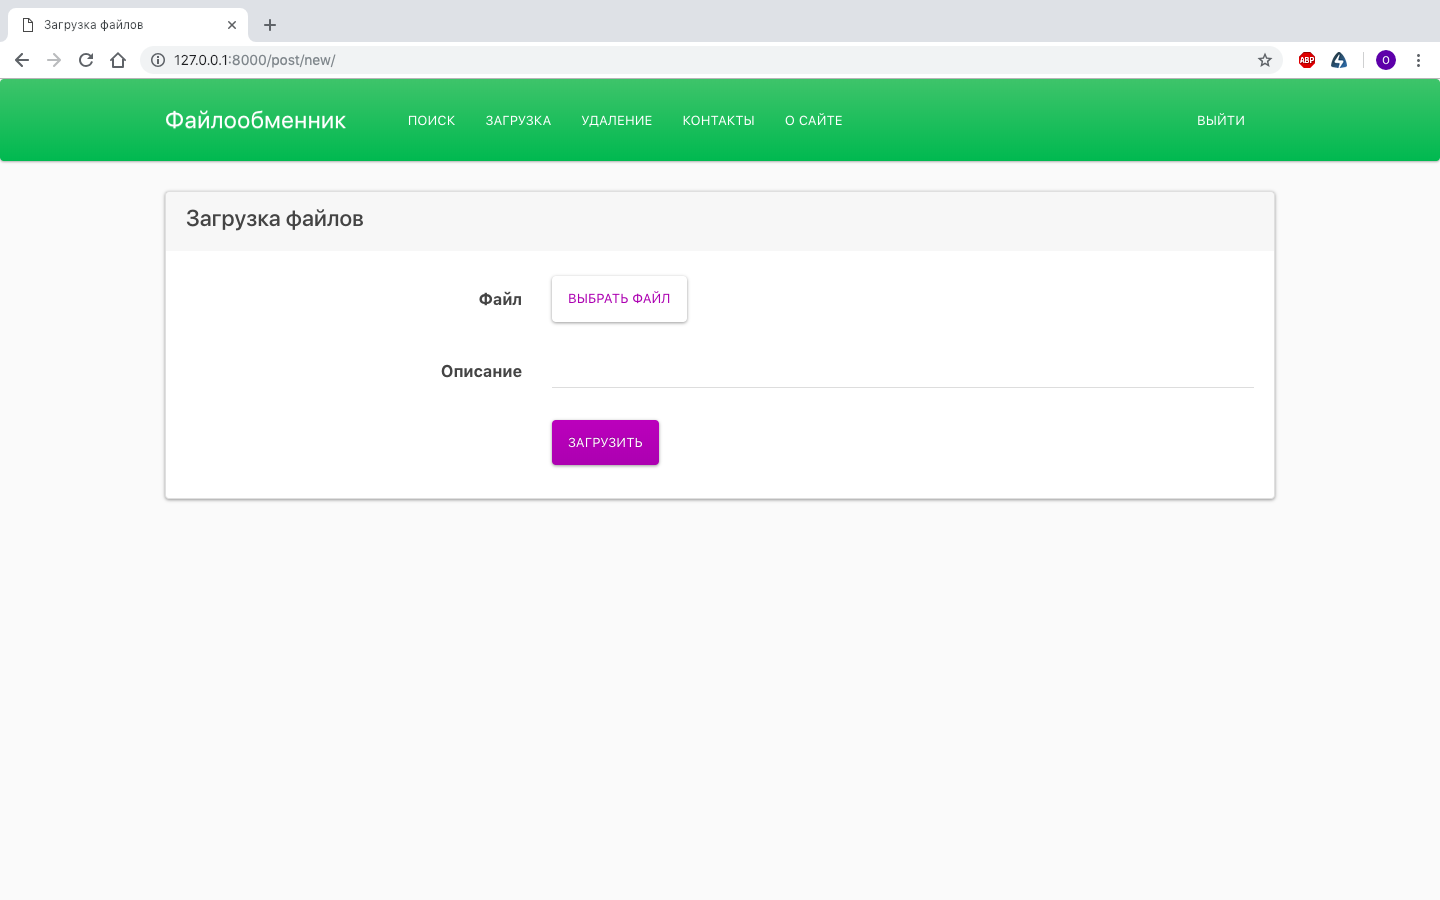 Загрузка файлов
127.0.0.1:8000/post/new/
ABP
O
Файлообменник ПОИСК ЗАГРУЗКА УДАЛЕНИЕ КОНТАКТЫ О САЙТЕ ВЫЙТИ
Загрузка файлов
Файл ВЫБРАТЬ ФАЙЛ
Описание
ЗАГРУЗИТЬ